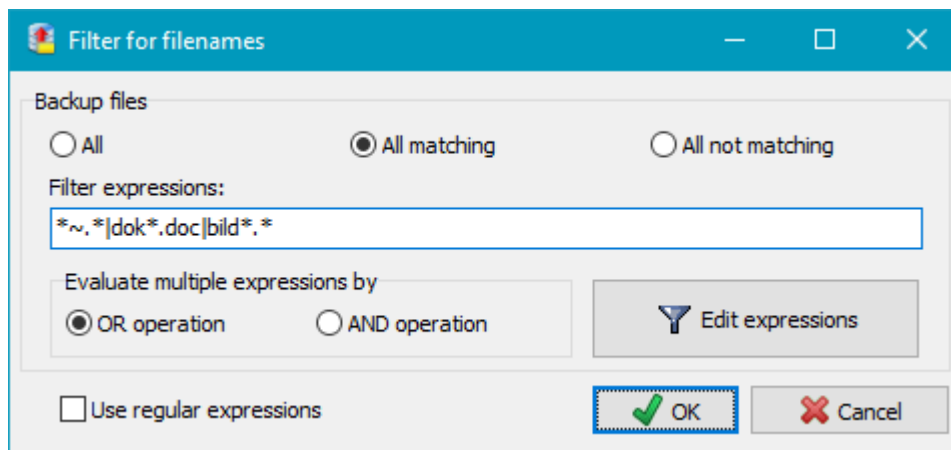 Filter for filenames
Backup files
All All matching All not matching
Filter expressions:
*~.*|dok*.doc|bild*.*
Evaluate multiple expressions by
OR operation AND operation Edit expressions
Use regular expressions OK Cancel